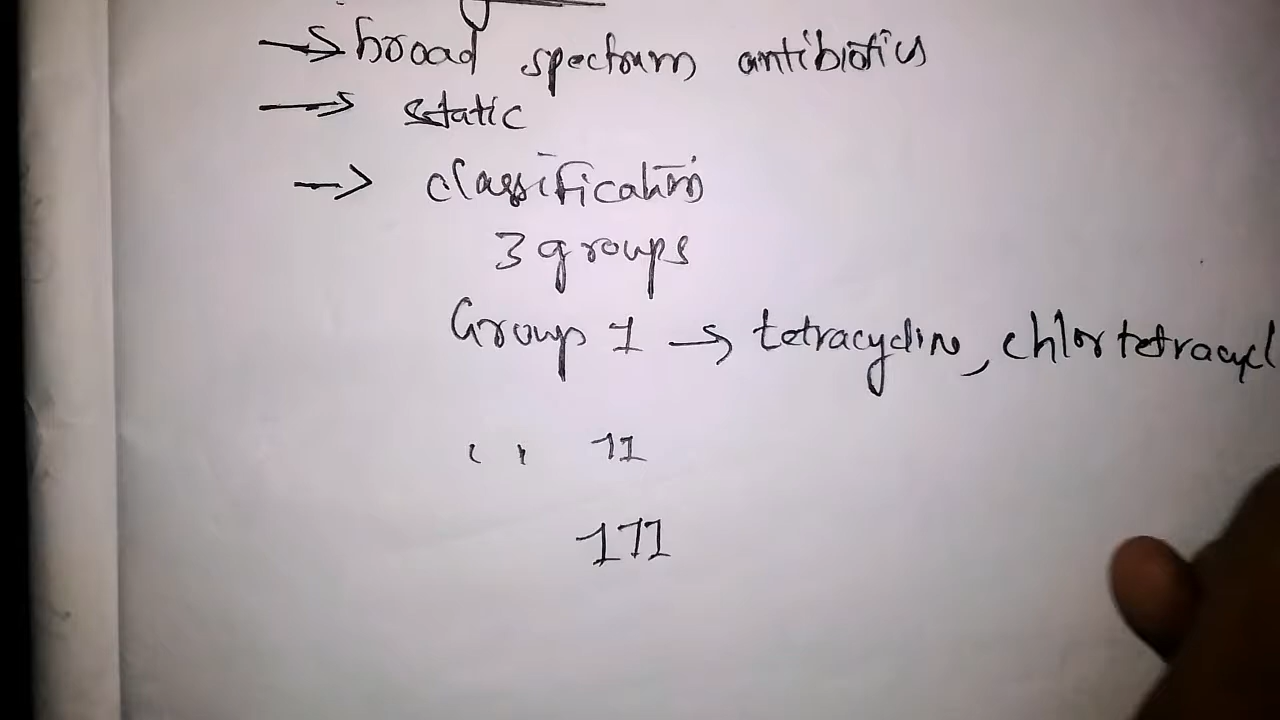 → broad spectrum antibiotics
→ static
→ classification
3 groups
Group 1 → tetracycline, chlortetracycl
" 11
111